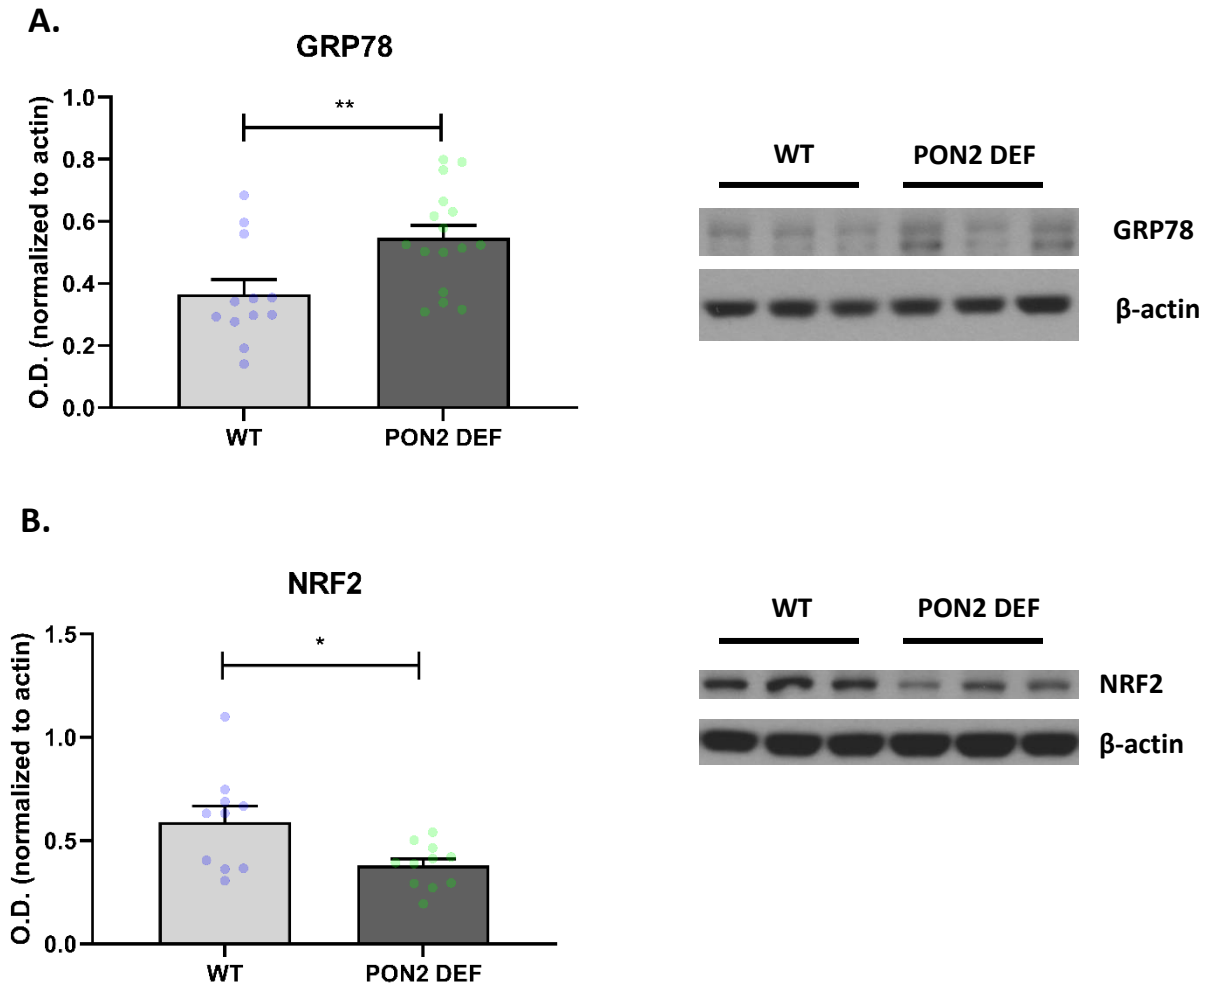 A.
GRP78
**
O.D. (normalized to actin)
1.0
0.8
0.6
0.4
0.2
0.0
WT
PON2 DEF
WT
PON2 DEF
GRP78
β-actin
B.
NRF2
*
O.D. (normalized to actin)
1.5
1.0
0.5
0.0
WT
PON2 DEF
WT
PON2 DEF
NRF2
β-actin